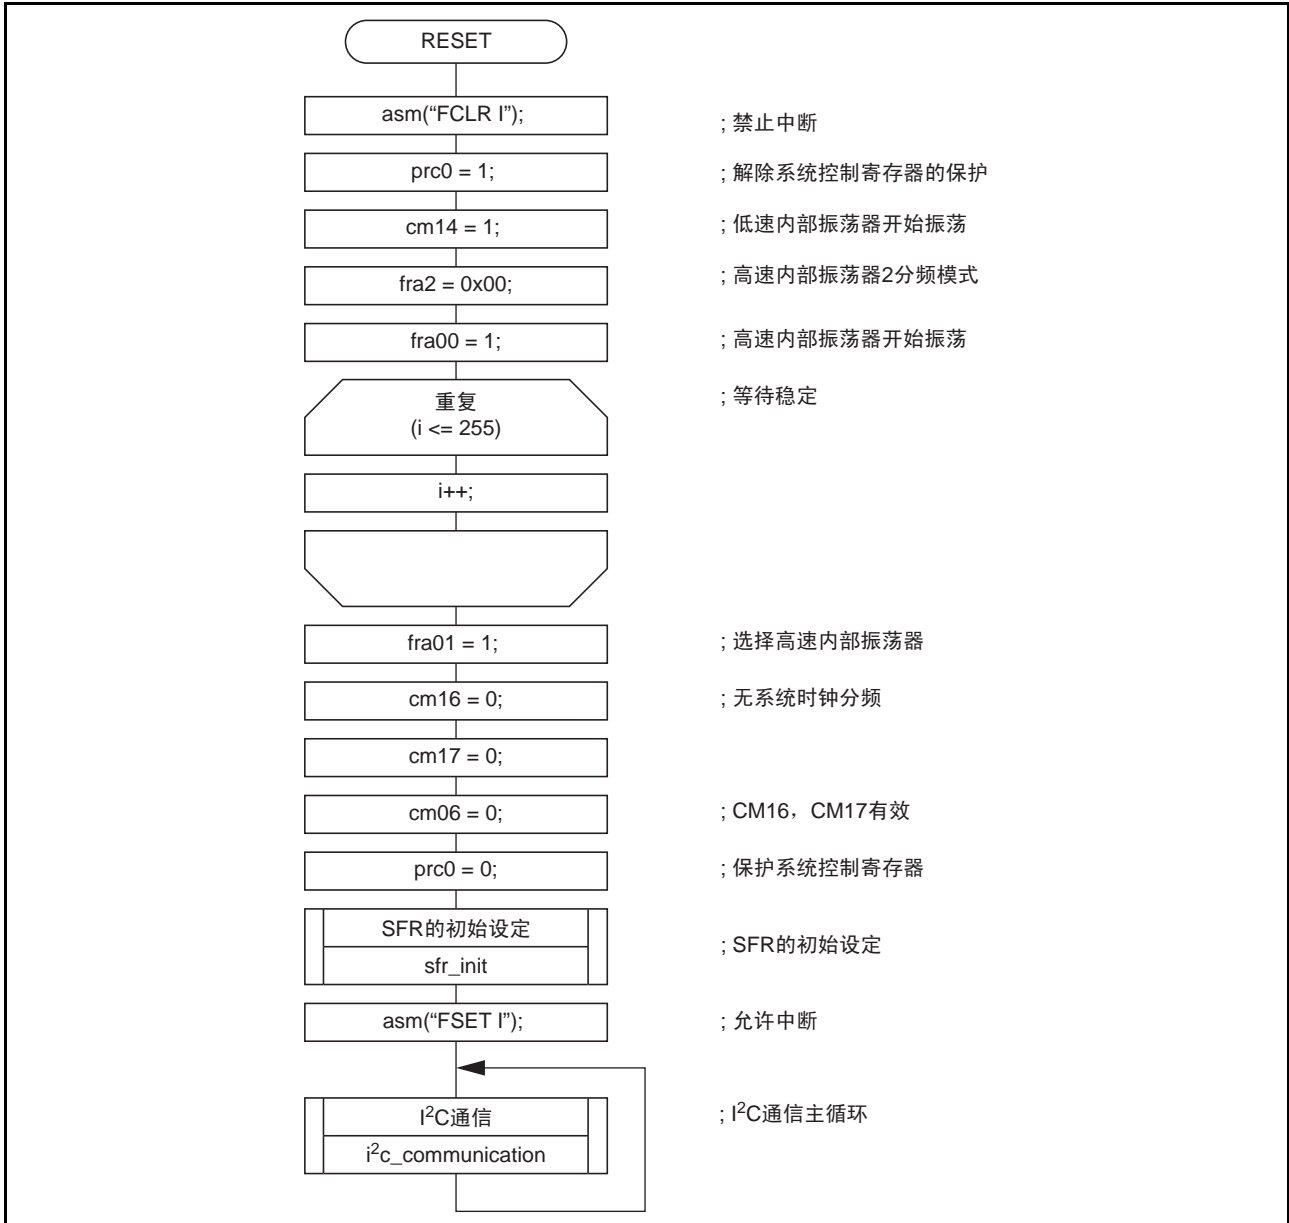 RESET
asm(“FCLR I”); ; 禁止中断
prc0 = 1; ; 解除系统控制寄存器的保护
cm14 = 1; ; 低速内部振荡器开始振荡
fra2 = 0x00; ; 高速内部振荡器2分频模式
fra00 = 1; ; 高速内部振荡器开始振荡
重复 ; 等待稳定
(i <= 255)
i++;
fra01 = 1; ; 选择高速内部振荡器
cm16 = 0; ; 无系统时钟分频
cm17 = 0;
cm06 = 0; ; CM16，CM17有效
prc0 = 0; ; 保护系统控制寄存器
SFR的初始设定
; SFR的初始设定
sfr_init
asm(“FSET I”); ; 允许中断
I²C通信 ; I²C通信主循环
i²c_communication